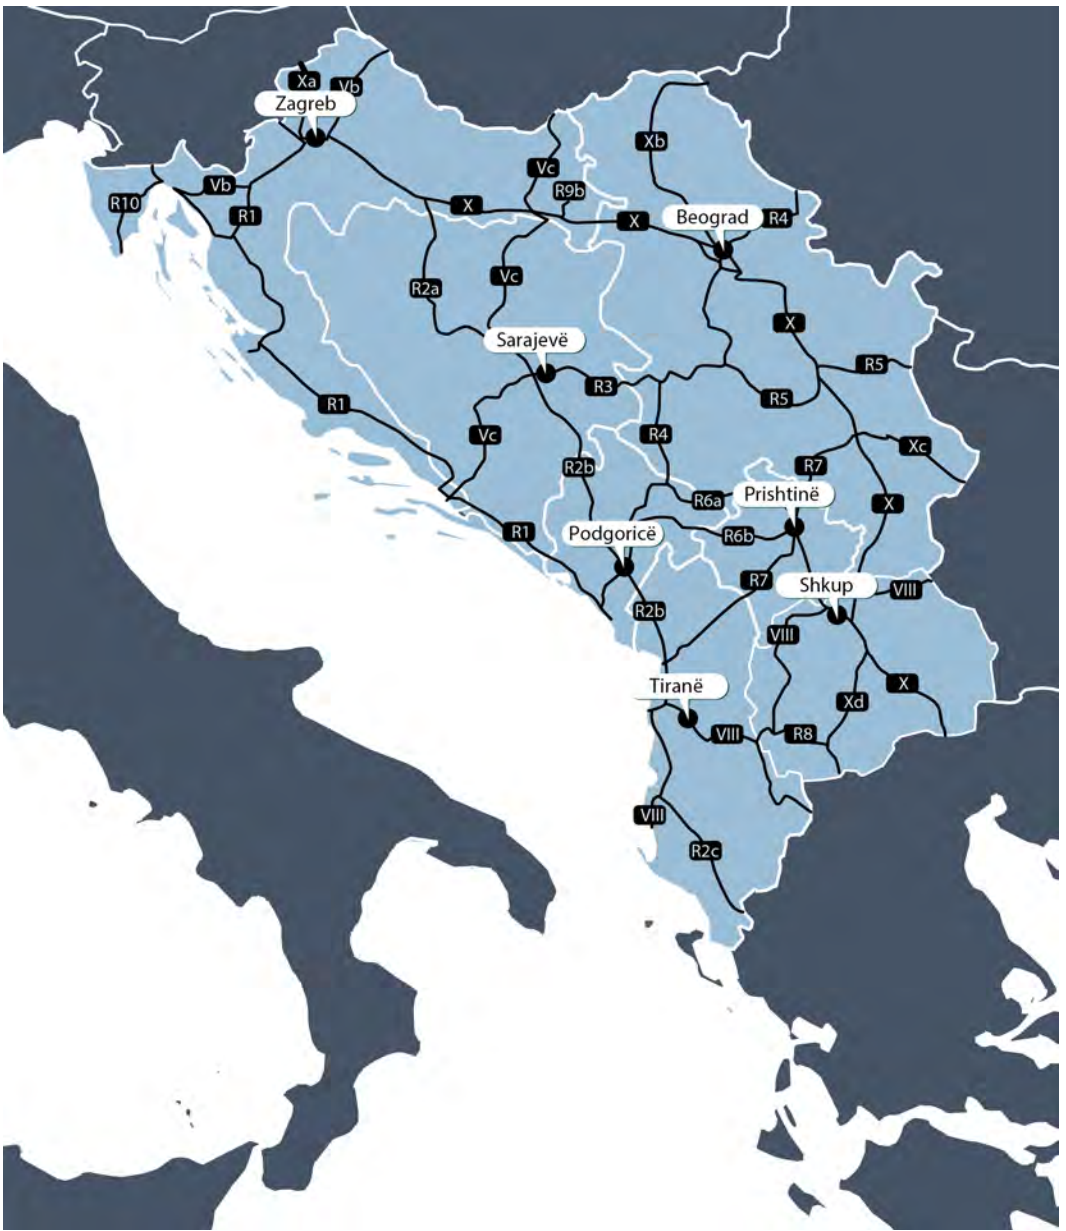 Xa
Vb
Zagreb
Xb
Vc
R9b
Vb
R10
R1
X
X
Beograd
R4
Vc
R2a
X
Sarajevë
R5
R3
R5
R1
Vc
R4
Xc
R2b
R7
Prishtinë
R6a
X
R1
Podgoricë
R6b
R7
Shkup
VIII
R2b
VIII
X
Tiranë
Xd
VIII
R8
VIII
R2c